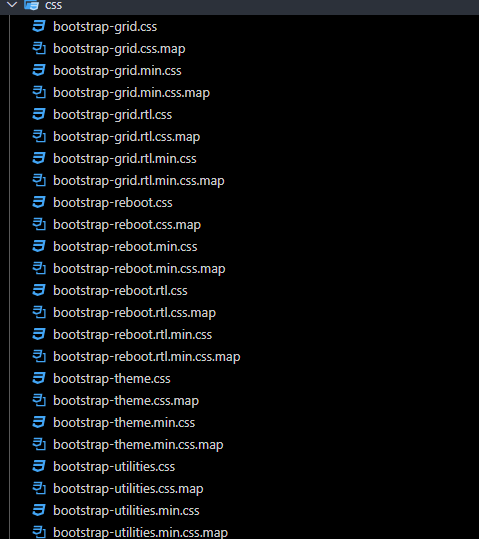 css
bootstrap-grid.css
bootstrap-grid.css.map
bootstrap-grid.min.css
bootstrap-grid.min.css.map
bootstrap-grid.rtl.css
bootstrap-grid.rtl.css.map
bootstrap-grid.rtl.min.css
bootstrap-grid.rtl.min.css.map
bootstrap-reboot.css
bootstrap-reboot.css.map
bootstrap-reboot.min.css
bootstrap-reboot.min.css.map
bootstrap-reboot.rtl.css
bootstrap-reboot.rtl.css.map
bootstrap-reboot.rtl.min.css
bootstrap-reboot.rtl.min.css.map
bootstrap-theme.css
bootstrap-theme.css.map
bootstrap-theme.min.css
bootstrap-theme.min.css.map
bootstrap-utilities.css
bootstrap-utilities.css.map
bootstrap-utilities.min.css
bootstrap-utilities.min.css.map